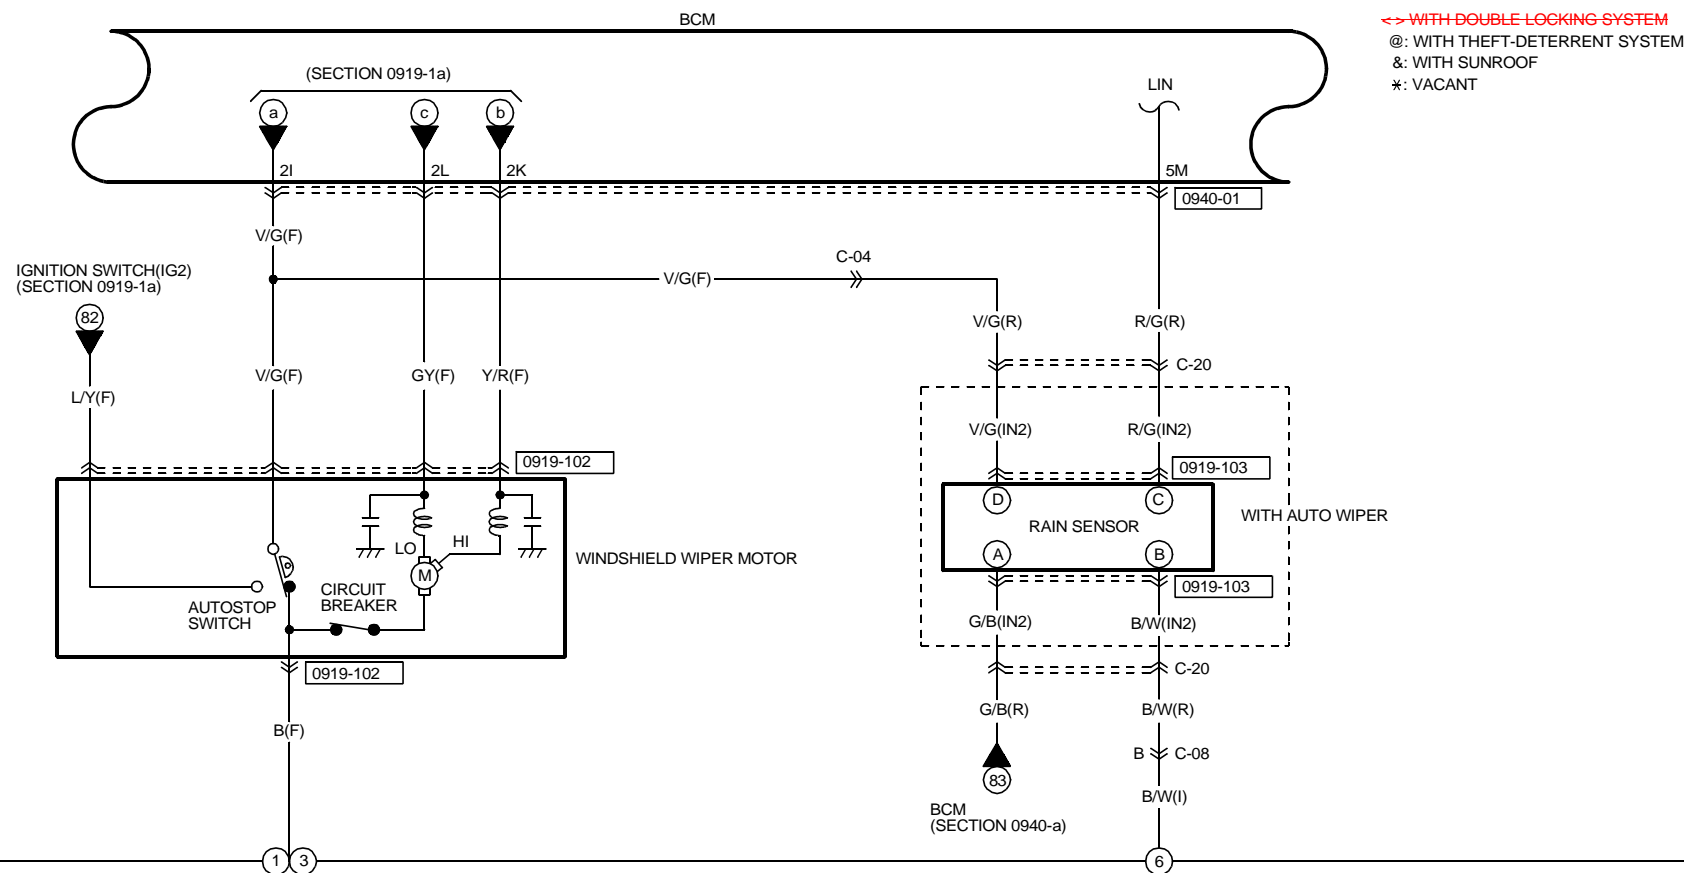 BCM
< > WITH DOUBLE LOCKING SYSTEM
@: WITH THEFT-DETERRENT SYSTEM
&: WITH SUNROOF
*: VACANT
(SECTION 0919-1a)
LIN
a
c
b
2I
2L
2K
5M
0940-01
V/G(F)
IGNITION SWITCH(IG2)
(SECTION 0919-1a)
82
C-04
V/G(F)
V/G(R)
R/G(R)
C-20
L/Y(F)
V/G(F)
GY(F)
Y/R(F)
V/G(IN2)
R/G(IN2)
0919-102
0919-103
D
C
RAIN SENSOR
A
B
WITH AUTO WIPER
LO
HI
M
WINDSHIELD WIPER MOTOR
AUTOSTOP
SWITCH
CIRCUIT
BREAKER
0919-103
G/B(IN2)
B/W(IN2)
0919-102
C-20
B(F)
G/B(R)
B/W(R)
B
C-08
83
B/W(I)
BCM
(SECTION 0940-a)
1
3
6